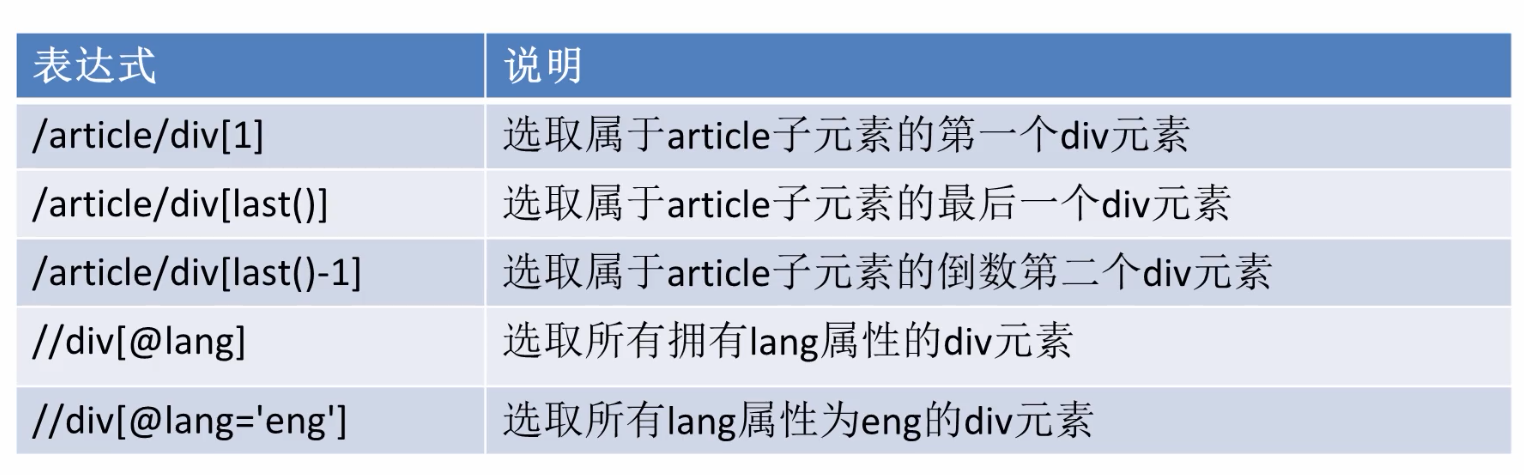 表达式 说明
/article/div[1] 选取属于article子元素的第一个div元素
/article/div[last()] 选取属于article子元素的最后一个div元素
/article/div[last()-1] 选取属于article子元素的倒数第二个div元素
//div[@lang] 选取所有拥有lang属性的div元素
//div[@lang='eng'] 选取所有lang属性为eng的div元素